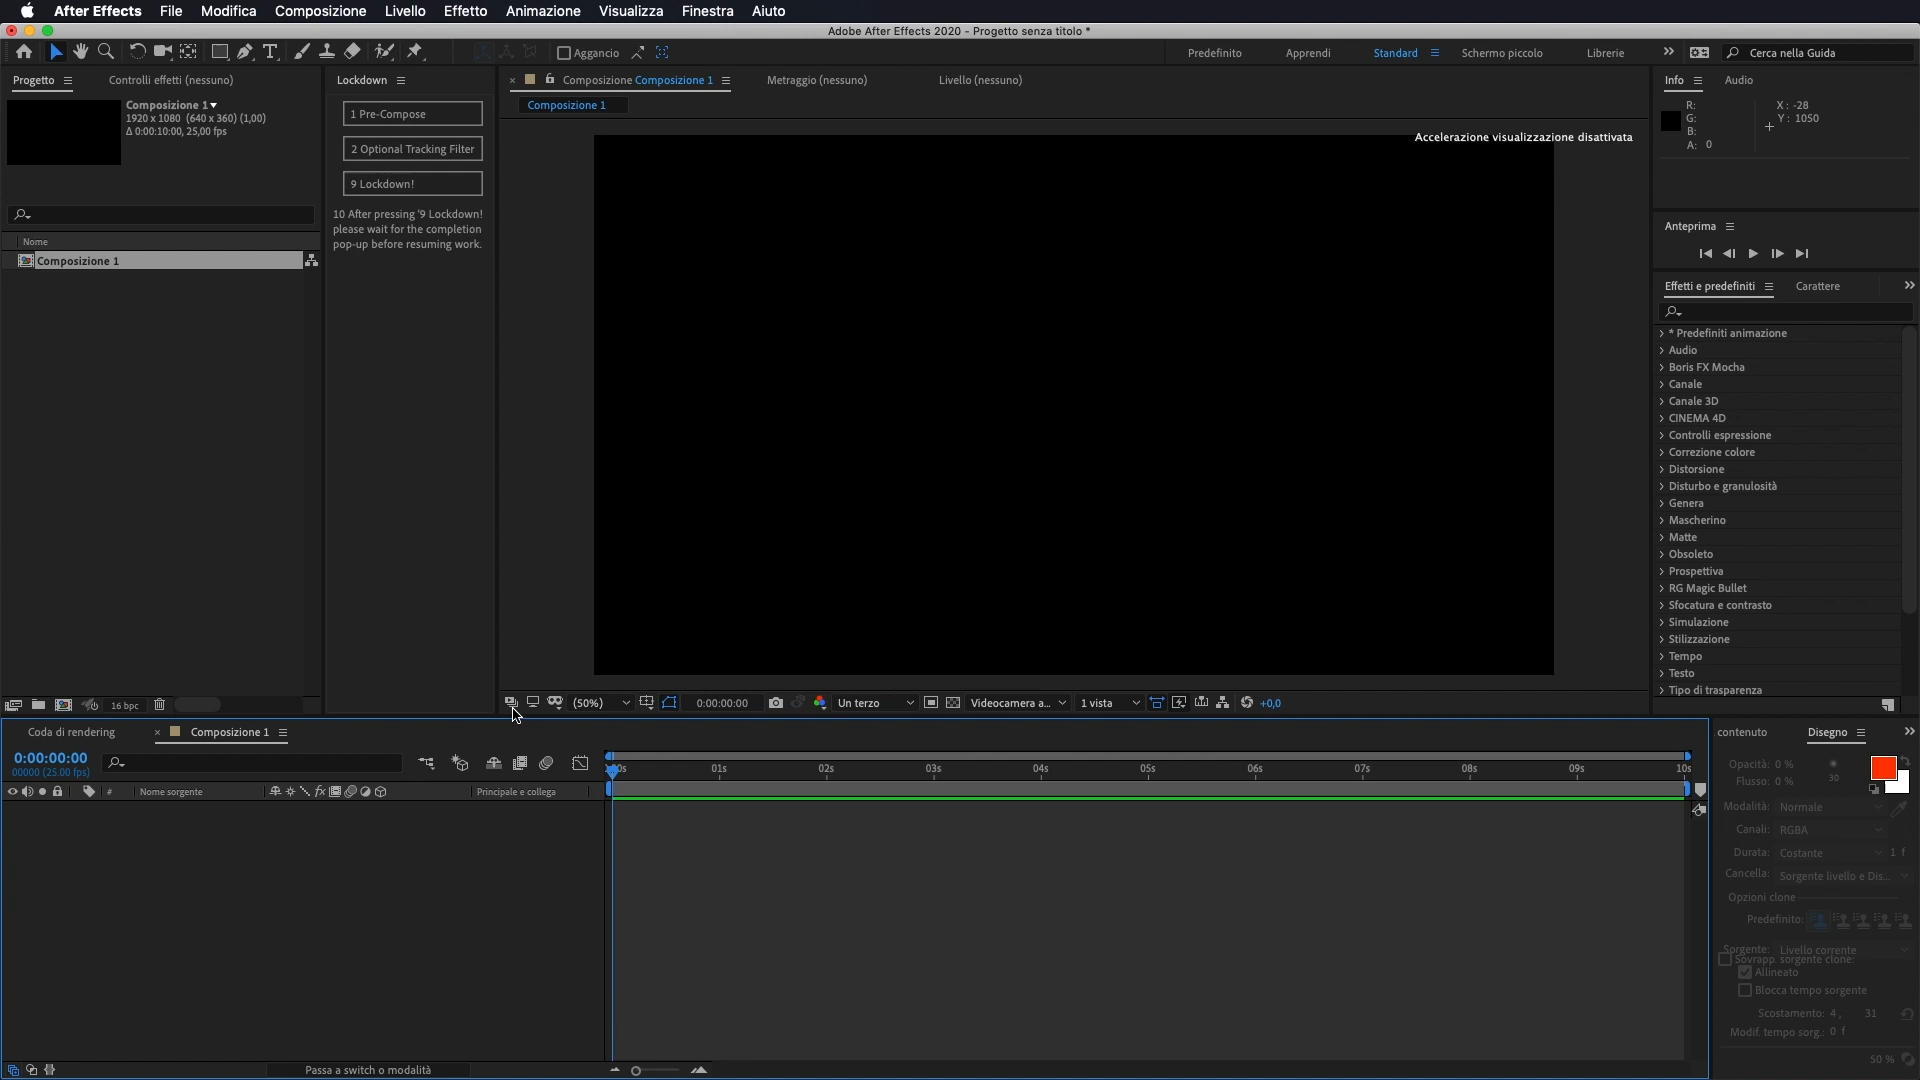 After Effects File Modifica Composizione Livello Effetto Animazione Visualizza Finestra Aiuto
Adobe After Effects 2020 - Progetto senza titolo *
Aggancio Predefinito Apprendi Standard Schermo piccolo Librerie Cerca nella Guida
Progetto Controlli effetti (nessuno)
Composizione 1
1920 x 1080 (640 x 360) (1,00)
Δ 0:00:10:00, 25,00 fps
Nome
Composizione 1
16 bpc
Lockdown
1 Pre-Compose
2 Optional Tracking Filter
9 Lockdown!
10 After pressing '9 Lockdown!
please wait for the completion
pop-up before resuming work.
Composizione Composizione 1 Metraggio (nessuno) Livello (nessuno)
Composizione 1
Accelerazione visualizzazione disattivata
(50%) 0:00:00:00 Un terzo Videocamera a... 1 vista +0,0
Info Audio
R: X: -28
G: Y: 1050
B:
A: 0
Anteprima
Effetti e predefiniti Carattere
* Predefiniti animazione
Audio
Boris FX Mocha
Canale
Canale 3D
CINEMA 4D
Controlli espressione
Correzione colore
Distorsione
Disturbo e granulosità
Genera
Mascherino
Matte
Obsoleto
Prospettiva
RG Magic Bullet
Sfocatura e contrasto
Simulazione
Stilizzazione
Tempo
Testo
Tipo di trasparenza
Coda di rendering Composizione 1
0:00:00:00
00000 (25.00 fps)
01s 02s 03s 04s 05s 06s 07s 08s 09s 10s
# Nome sorgente fx Principale e collega
Passa a switch o modalità
contenuto Disegno
Opacità: 0 %
Flusso: 0 % 30
Modalità: Normale
Canali: RGBA
Durata: Costante 1 f
Cancella: Sorgente livello e Dis...
Opzioni clone
Predefinito:
Sorgente: Livello corrente
Sovrapp. sorgente clone:
Allineato
Blocca tempo sorgente
Scostamento: 4, 31
Modif. tempo sorg.: 0 f
50 %